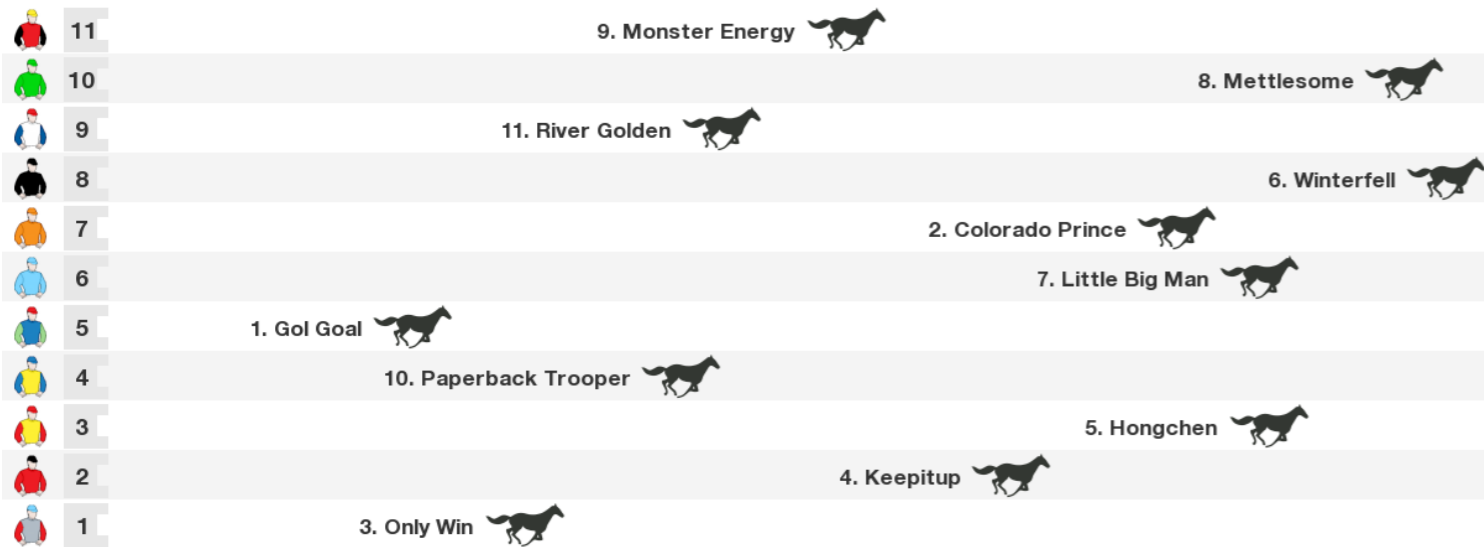 11 9. Monster Energy
10 8. Mettlesome
9 11. River Golden
8 6. Winterfell
7 2. Colorado Prince
6 7. Little Big Man
5 1. Gol Goal
4 10. Paperback Trooper
3 5. Hongchen
2 4. Keepitup
1 3. Only Win